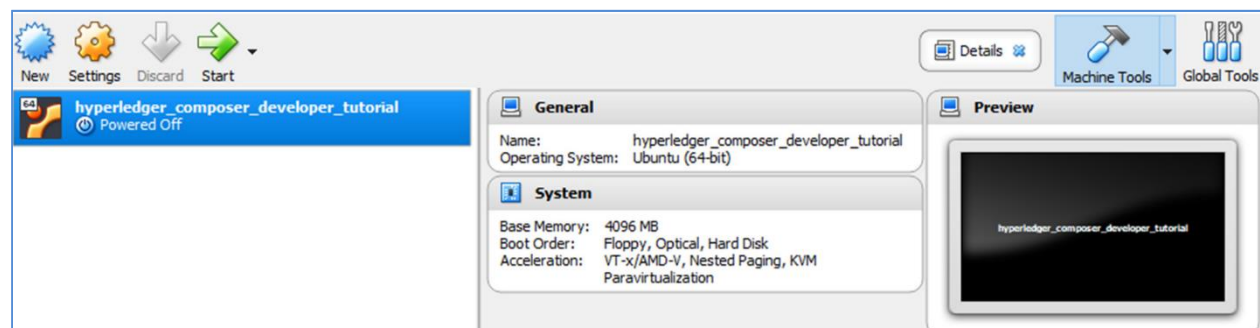 New Settings Discard Start
Details
Machine Tools
Global Tools
64
hyperledger_composer_developer_tutorial
Powered Off
General
Name: hyperledger_composer_developer_tutorial
Operating System: Ubuntu (64-bit)
System
Base Memory: 4096 MB
Boot Order: Floppy, Optical, Hard Disk
Acceleration: VT-x/AMD-V, Nested Paging, KVM
Paravirtualization
Preview
hyperledger_composer_developer_tutorial